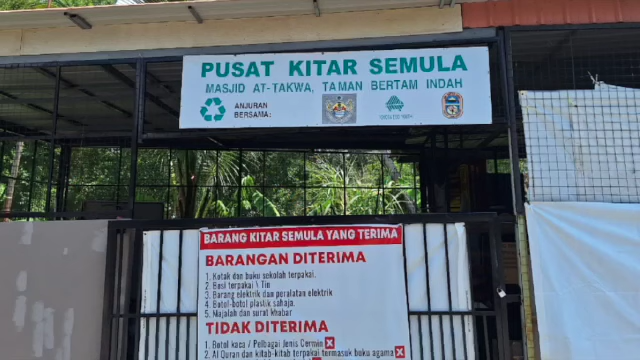 PUSAT KITAR SEMULA
MASJID AT-TAKWA, TAMAN BERTAM INDAH
ANJURAN
BERSAMA:
BARANG KITAR SEMULA YANG TERIMA
BARANGAN DITERIMA
1. Kotak dan buku sekolah terpakai.
2. Besi terpakai \ Tin
3. Barang elektrik dan peralatan elektrik
4. Botol-botol plastik sahaja.
5. Majalah dan surat khabar
TIDAK DITERIMA
1. Botol kaca / Pelbagai Jenis Cermin
2. Al Quran dan kitab-kitab terpakai termasuk buku agama